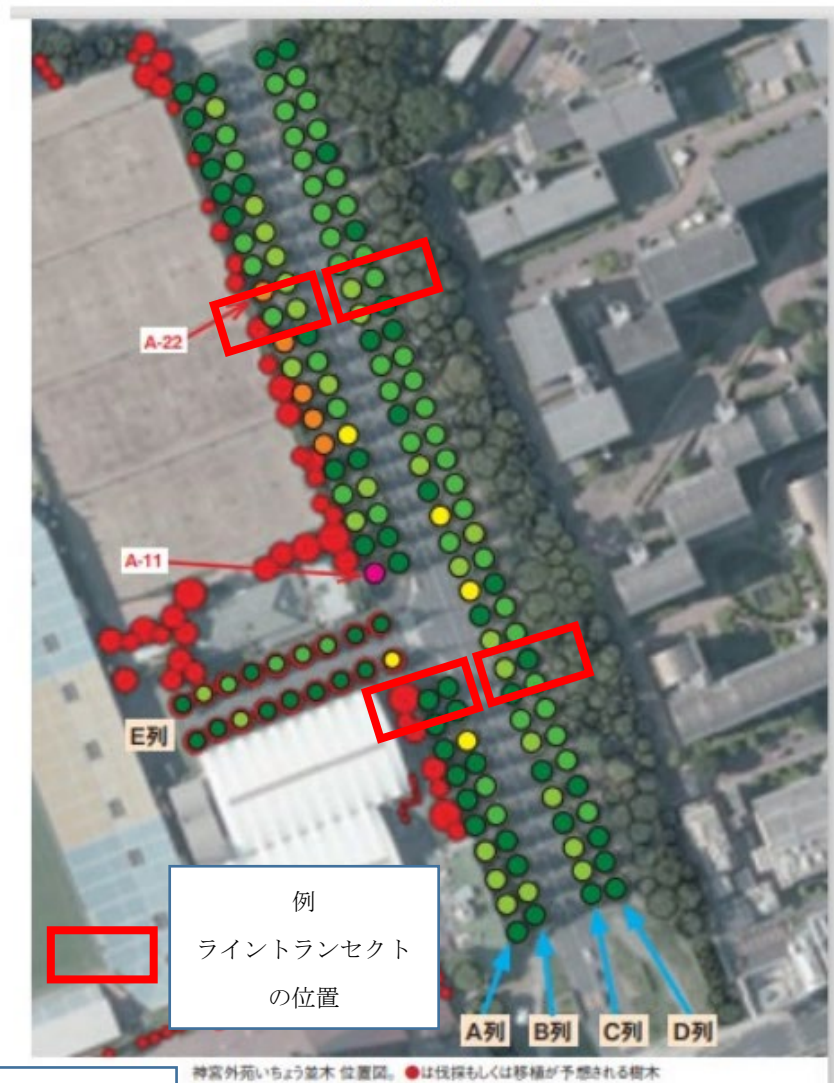 A-22
A-11
E列
例
ライントランセクト
の位置
A列 B列 C列 D列
神宮外苑いちょう並木 位置図。●は伐採もしくは移植が予想される樹木